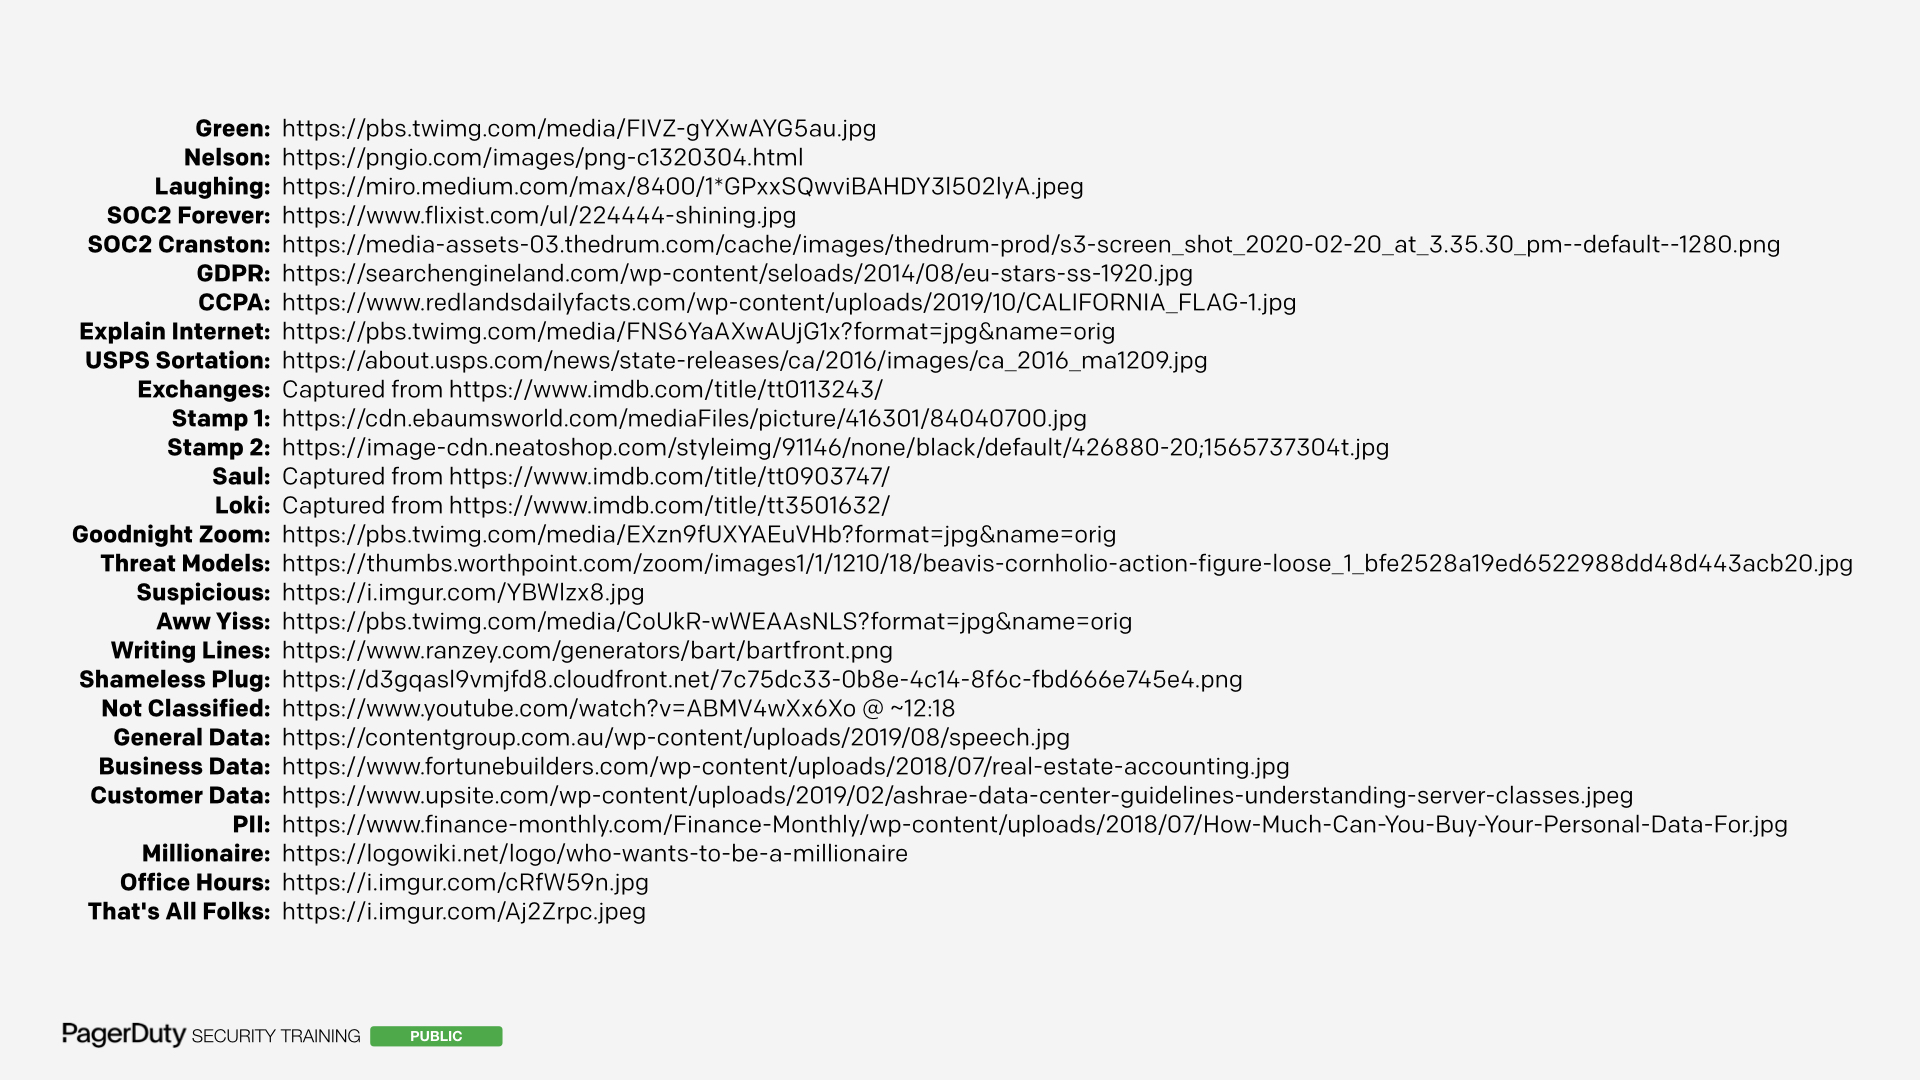 Green: https://pbs.twimg.com/media/FIVZ-gYXwAYG5au.jpg
Nelson: https://pngio.com/images/png-c1320304.html
Laughing: https://miro.medium.com/max/8400/1*GPxxSQwviBAHDY3l502lyA.jpeg
SOC2 Forever: https://www.flixist.com/ul/224444-shining.jpg
SOC2 Cranston: https://media-assets-03.thedrum.com/cache/images/thedrum-prod/s3-screen_shot_2020-02-20_at_3.35.30_pm--default--1280.png
GDPR: https://searchengineland.com/wp-content/seloads/2014/08/eu-stars-ss-1920.jpg
CCPA: https://www.redlandsdailyfacts.com/wp-content/uploads/2019/10/CALIFORNIA_FLAG-1.jpg
Explain Internet: https://pbs.twimg.com/media/FNS6YaAXwAUjG1x?format=jpg&name=orig
USPS Sortation: https://about.usps.com/news/state-releases/ca/2016/images/ca_2016_ma1209.jpg
Exchanges: Captured from https://www.imdb.com/title/tt0113243/
Stamp 1: https://cdn.ebaumsworld.com/mediaFiles/picture/416301/84040700.jpg
Stamp 2: https://image-cdn.neatoshop.com/styleimg/91146/none/black/default/426880-20;1565737304t.jpg
Saul: Captured from https://www.imdb.com/title/tt0903747/
Loki: Captured from https://www.imdb.com/title/tt3501632/
Goodnight Zoom: https://pbs.twimg.com/media/EXzn9fUXYAEuVHb?format=jpg&name=orig
Threat Models: https://thumbs.worthpoint.com/zoom/images1/1/1210/18/beavis-cornholio-action-figure-loose_1_bfe2528a19ed6522988dd48d443acb20.jpg
Suspicious: https://i.imgur.com/YBWlzx8.jpg
Aww Yiss: https://pbs.twimg.com/media/CoUkR-wWEAAsNLS?format=jpg&name=orig
Writing Lines: https://www.ranzey.com/generators/bart/bartfront.png
Shameless Plug: https://d3gqasl9vmjfd8.cloudfront.net/7c75dc33-0b8e-4c14-8f6c-fbd666e745e4.png
Not Classified: https://www.youtube.com/watch?v=ABMV4wXx6Xo @ ~12:18
General Data: https://contentgroup.com.au/wp-content/uploads/2019/08/speech.jpg
Business Data: https://www.fortunebuilders.com/wp-content/uploads/2018/07/real-estate-accounting.jpg
Customer Data: https://www.upsite.com/wp-content/uploads/2019/02/ashrae-data-center-guidelines-understanding-server-classes.jpeg
PII: https://www.finance-monthly.com/Finance-Monthly/wp-content/uploads/2018/07/How-Much-Can-You-Buy-Your-Personal-Data-For.jpg
Millionaire: https://logowiki.net/logo/who-wants-to-be-a-millionaire
Office Hours: https://i.imgur.com/cRfW59n.jpg
That's All Folks: https://i.imgur.com/Aj2Zrpc.jpeg
PagerDuty SECURITY TRAINING PUBLIC